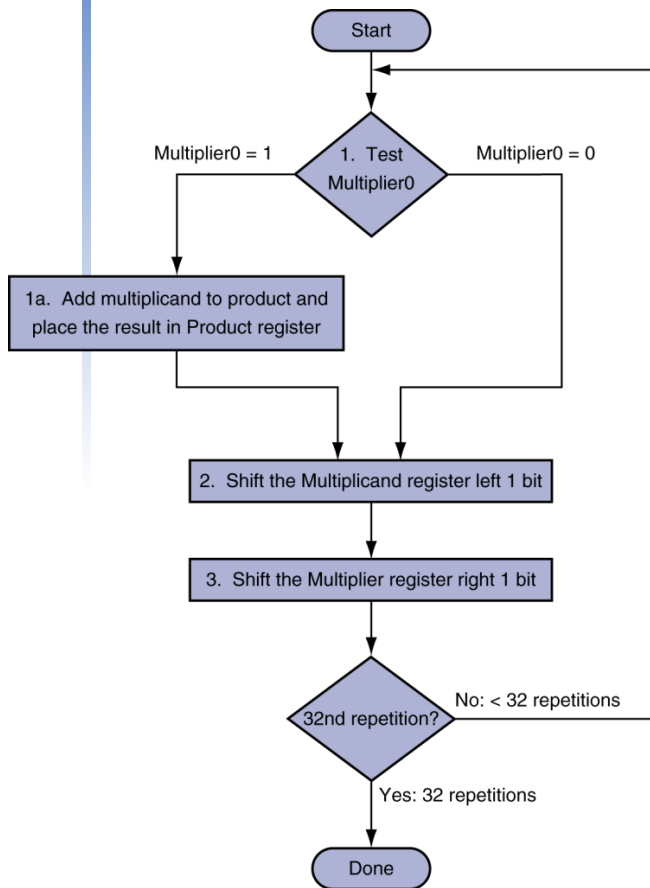 Start
Multiplier0 = 1
1. Test
Multiplier0
Multiplier0 = 0
1a. Add multiplicand to product and
place the result in Product register
2. Shift the Multiplicand register left 1 bit
3. Shift the Multiplier register right 1 bit
32nd repetition?
No: < 32 repetitions
Yes: 32 repetitions
Done